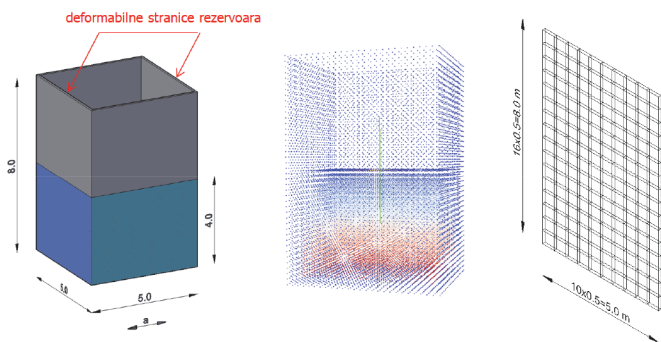 deformabilne stranice rezervoara
8.0
4.0
5.0
5.0
a
16x0.5=8.0 m
10x0.5=5.0 m